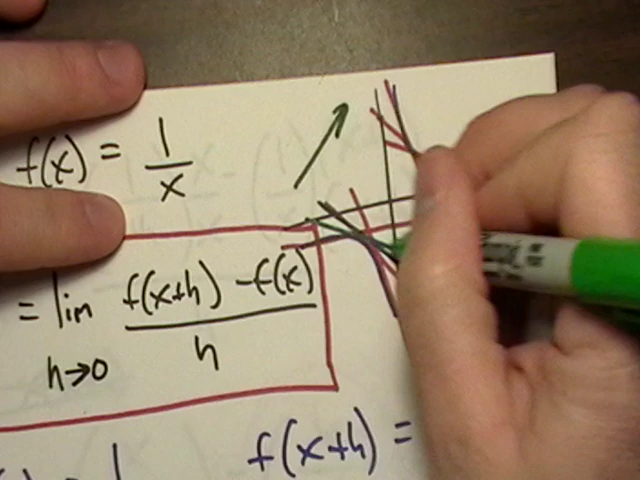 f(x) = 1/x
= lim h→0 f(x+h) - f(x) / h
f(x+h) =